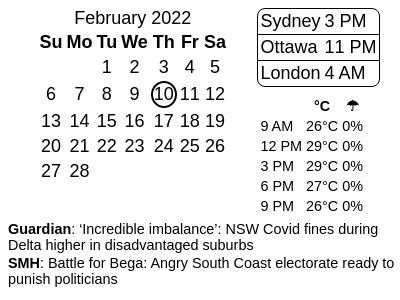 February 2022
Su Mo Tu We Th Fr Sa
1 2 3 4 5
6 7 8 9 10 11 12
13 14 15 16 17 18 19
20 21 22 23 24 25 26
27 28
Sydney 3 PM
Ottawa 11 PM
London 4 AM
°C ☂
9 AM 26°C 0%
12 PM 29°C 0%
3 PM 29°C 0%
6 PM 27°C 0%
9 PM 26°C 0%
Guardian: ‘Incredible imbalance’: NSW Covid fines during
Delta higher in disadvantaged suburbs
SMH: Battle for Bega: Angry South Coast electorate ready to
punish politicians